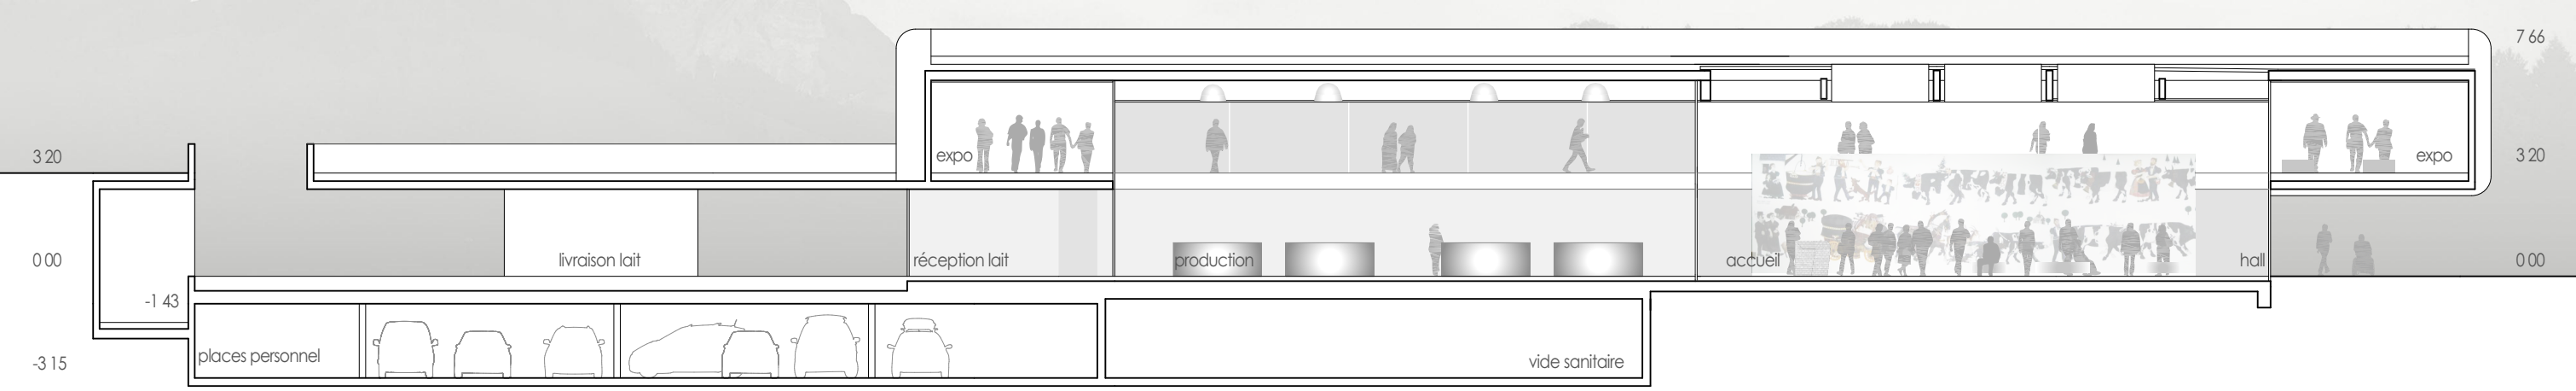 7 66
3 20
expo
expo
3 20
0 00
livraison lait
réception lait
production
accueil
hall
0 00
-1 43
-3 15
places personnel
vide sanitaire